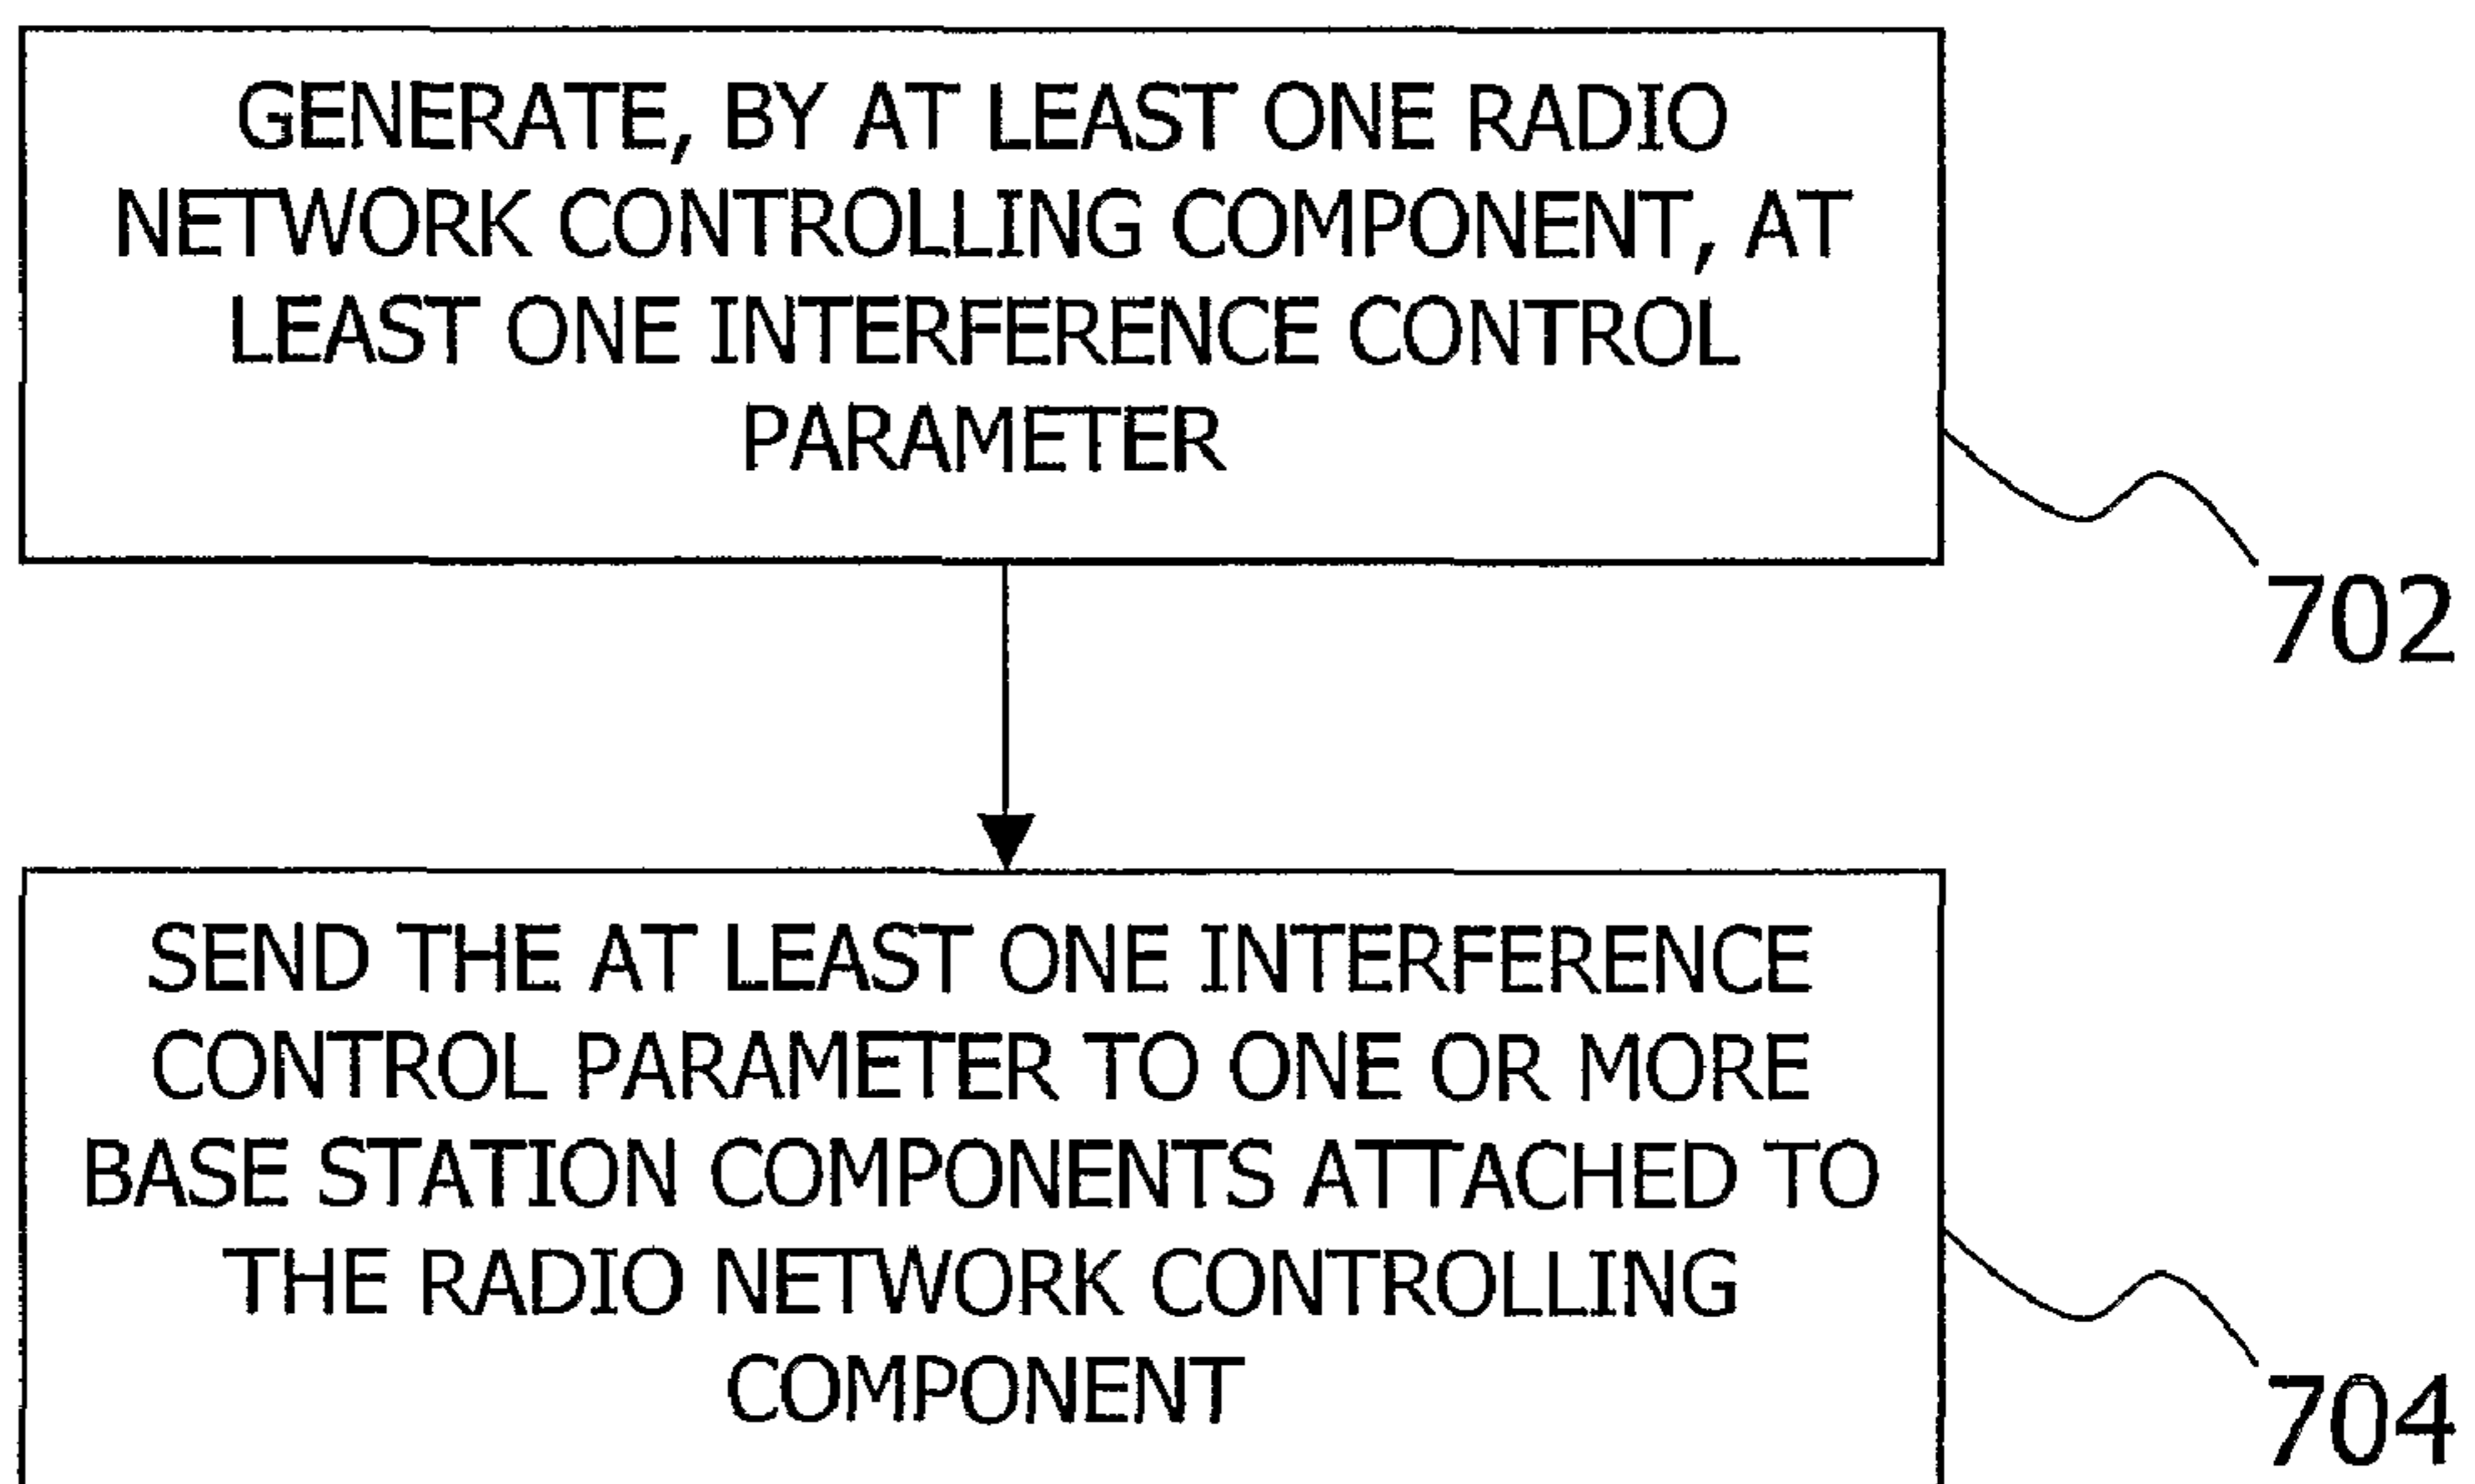 GENERATE, BY AT LEAST ONE RADIO
NETWORK CONTROLLING COMPONENT, AT
LEAST ONE INTERFERENCE CONTROL
PARAMETER
702
SEND THE AT LEAST ONE INTERFERENCE
CONTROL PARAMETER TO ONE OR MORE
BASE STATION COMPONENTS ATTACHED TO
THE RADIO NETWORK CONTROLLING
COMPONENT
704